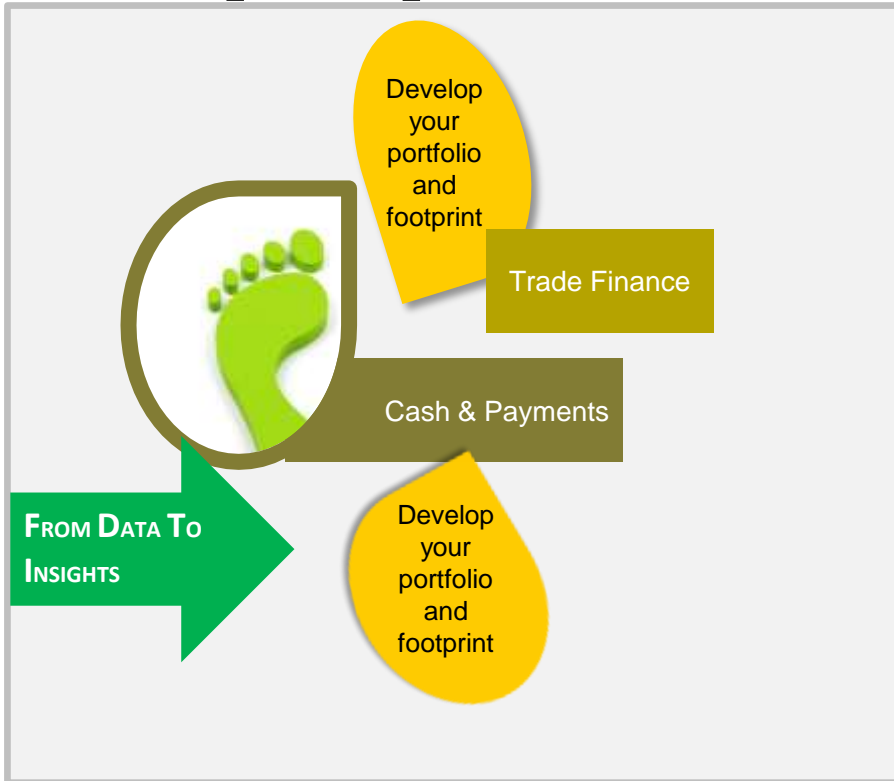 Develop
your
portfolio
and
footprint
Trade Finance
Cash & Payments
FROM DATA TO
INSIGHTS
Develop
your
portfolio
and
footprint